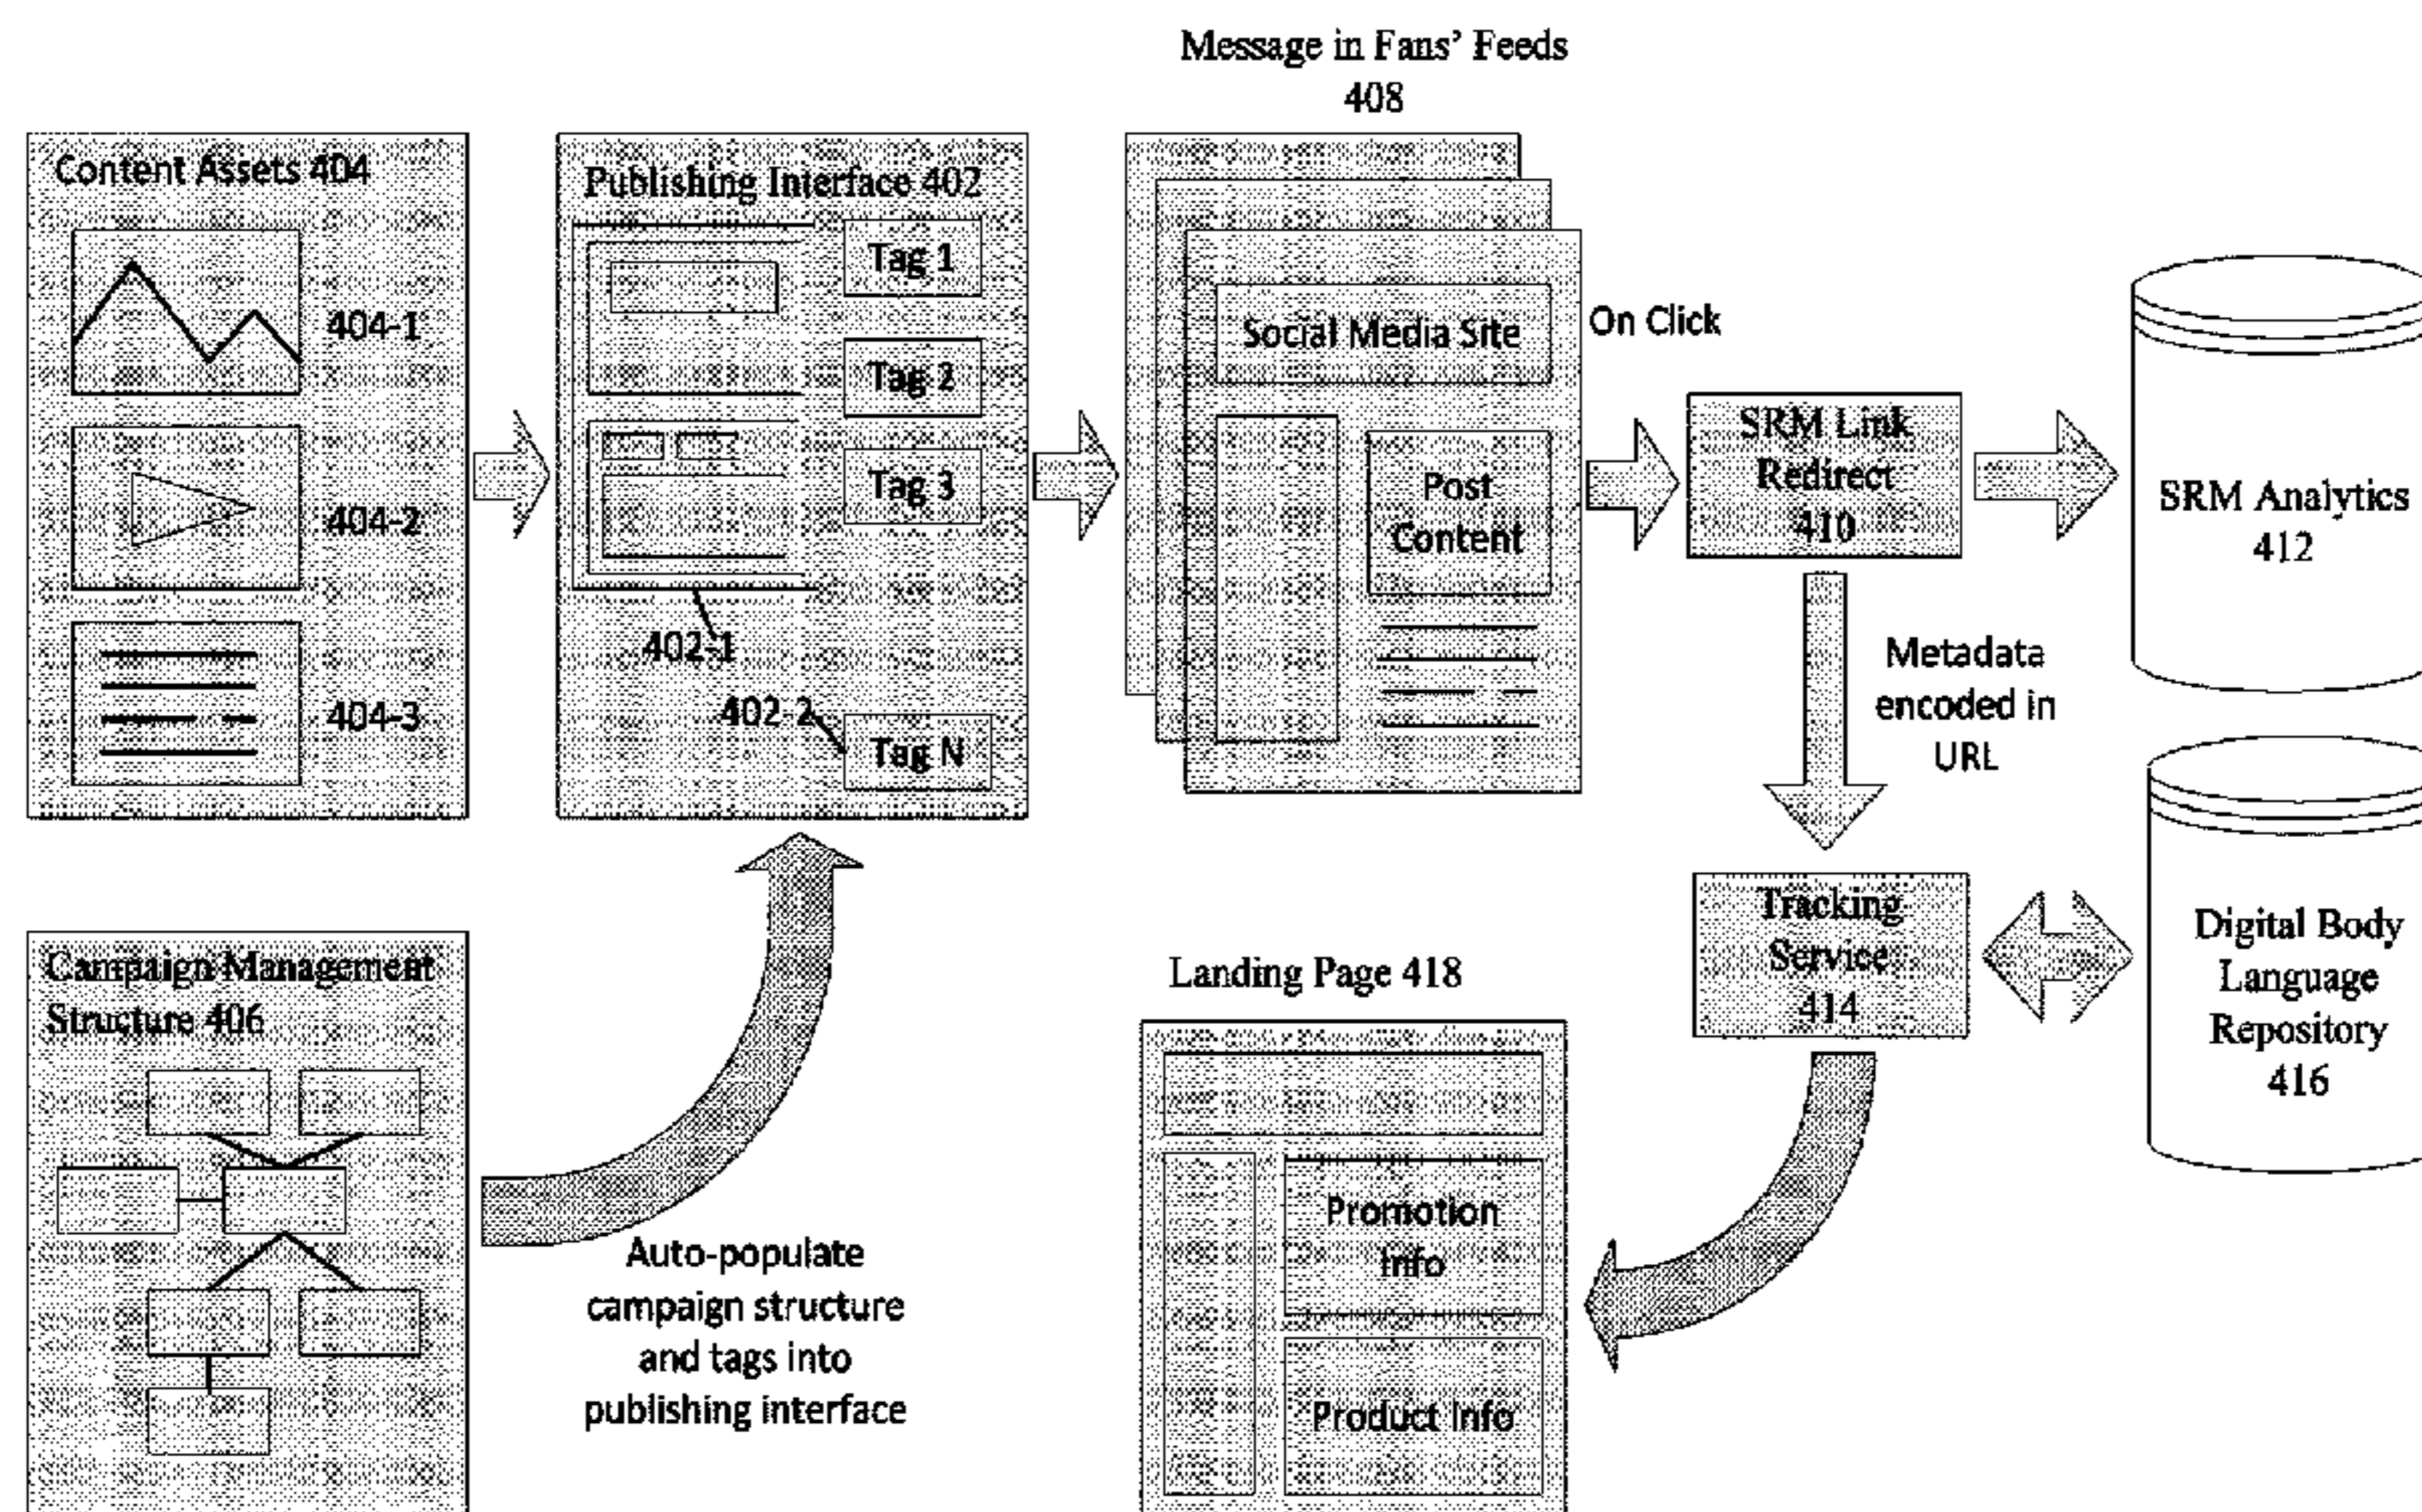 Message in Fans’ Feeds
408
Content Assets 404
404-1
404-2
404-3
Publishing Interface 402
Tag 1
Tag 2
Tag 3
402-1
402-2
Tag N
Social Media Site
Post
Content
On Click
SRM Link
Redirect
410
SRM Analytics
412
Metadata
encoded in
URL
Tracking
Service
414
Digital Body
Language
Repository
416
Campaign Management
Structure 406
Auto-populate
campaign structure
and tags into
publishing interface
Landing Page 418
Promotion
Info
Product Info